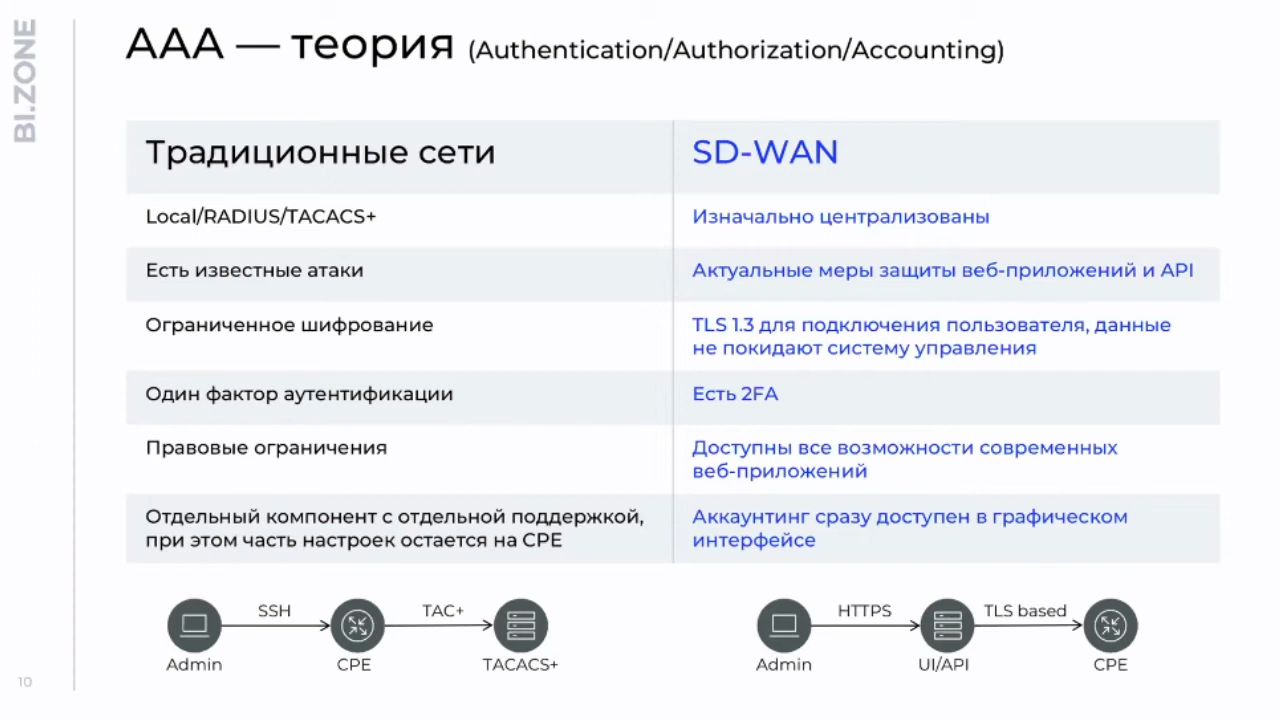 BI.ZONE
AAA — теория (Authentication/Authorization/Accounting)
Традиционные сети
SD-WAN
Local/RADIUS/TACACS+
Изначально централизованы
Есть известные атаки
Актуальные меры защиты веб-приложений и API
Ограниченное шифрование
TLS 1.3 для подключения пользователя, данные
не покидают систему управления
Один фактор аутентификации
Есть 2FA
Правовые ограничения
Доступны все возможности современных
веб-приложений
Отдельный компонент с отдельной поддержкой,
при этом часть настроек остается на CPE
Аккаунтинг сразу доступен в графическом
интерфейсе
SSH
TAC+
Admin
CPE
TACACS+
HTTPS
TLS based
Admin
UI/API
CPE
10